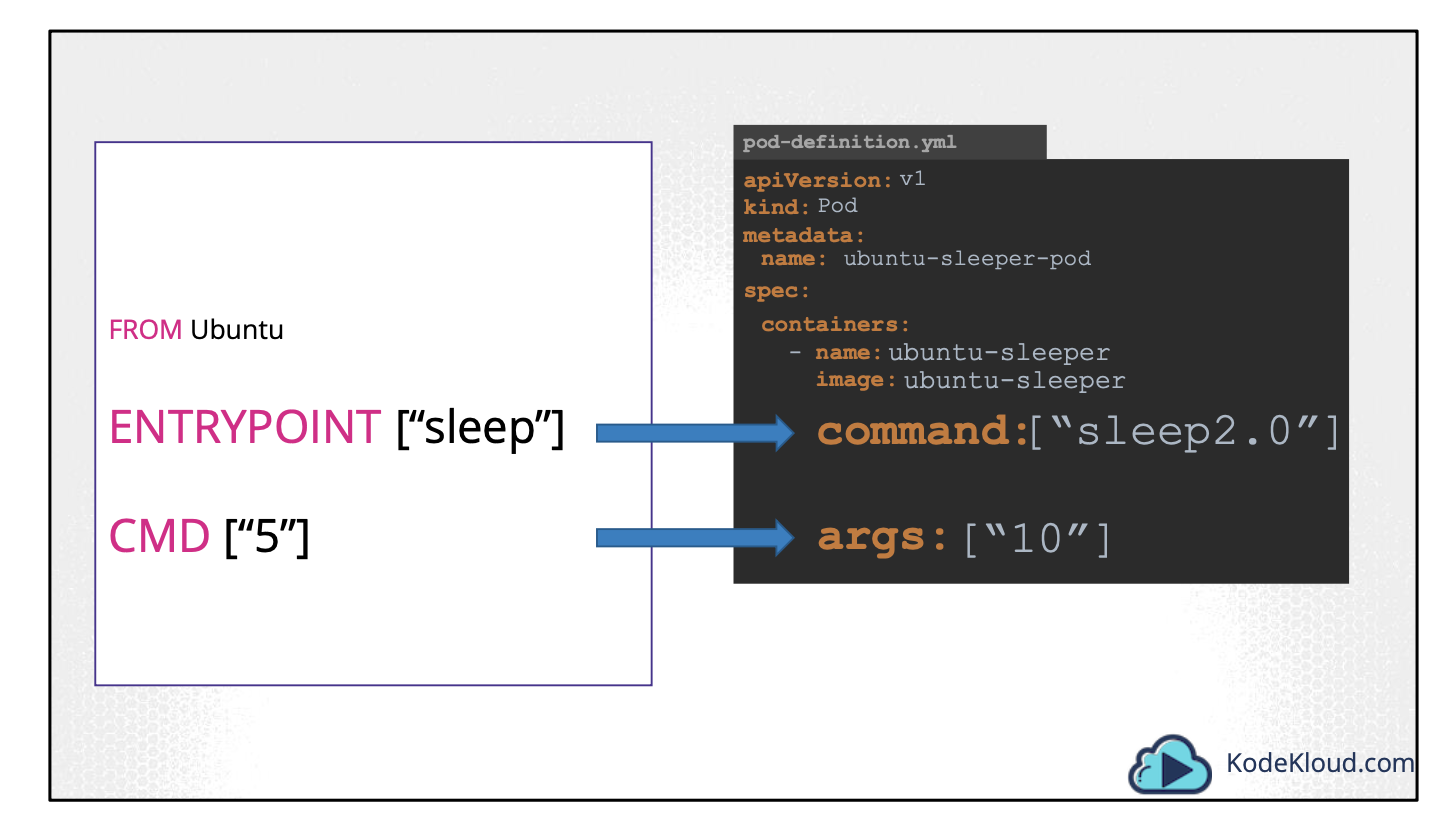 FROM Ubuntu
ENTRYPOINT [“sleep”]
CMD [“5”]
pod-definition.yml
apiVersion: v1
kind: Pod
metadata:
name: ubuntu-sleeper-pod
spec:
containers:
- name: ubuntu-sleeper
image: ubuntu-sleeper
command:[“sleep2.0”]
args: [“10”]
KodeKloud.com